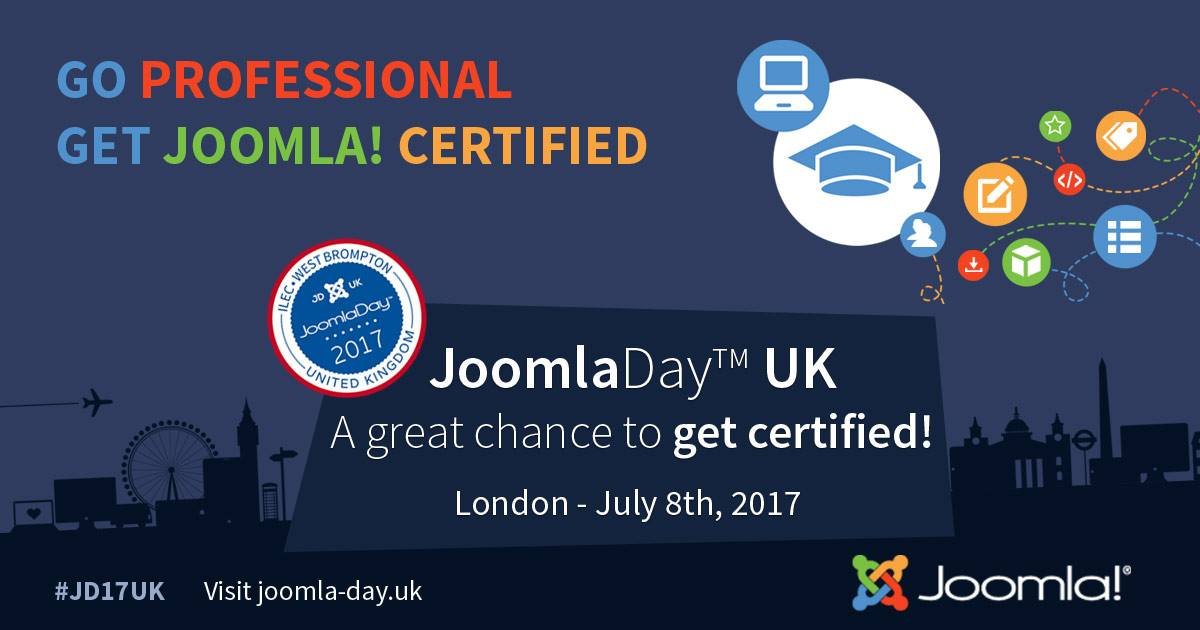 GO PROFESSIONAL
GET JOOMLA! CERTIFIED
ILEC • WEST BROMPTON
JD UK
JoomlaDay™
2017
UNITED KINGDOM
JoomlaDay™ UK
A great chance to get certified!
London - July 8th, 2017
#JD17UK Visit joomla-day.uk
Joomla!®